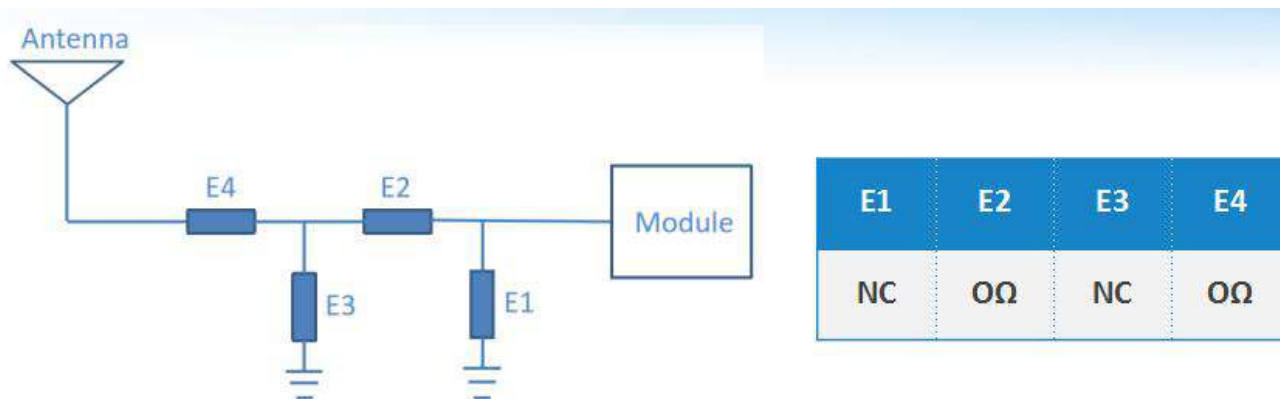 Antenna
E4
E2
Module
E3
E1
E1 E2 E3 E4
NC OΩ NC OΩ